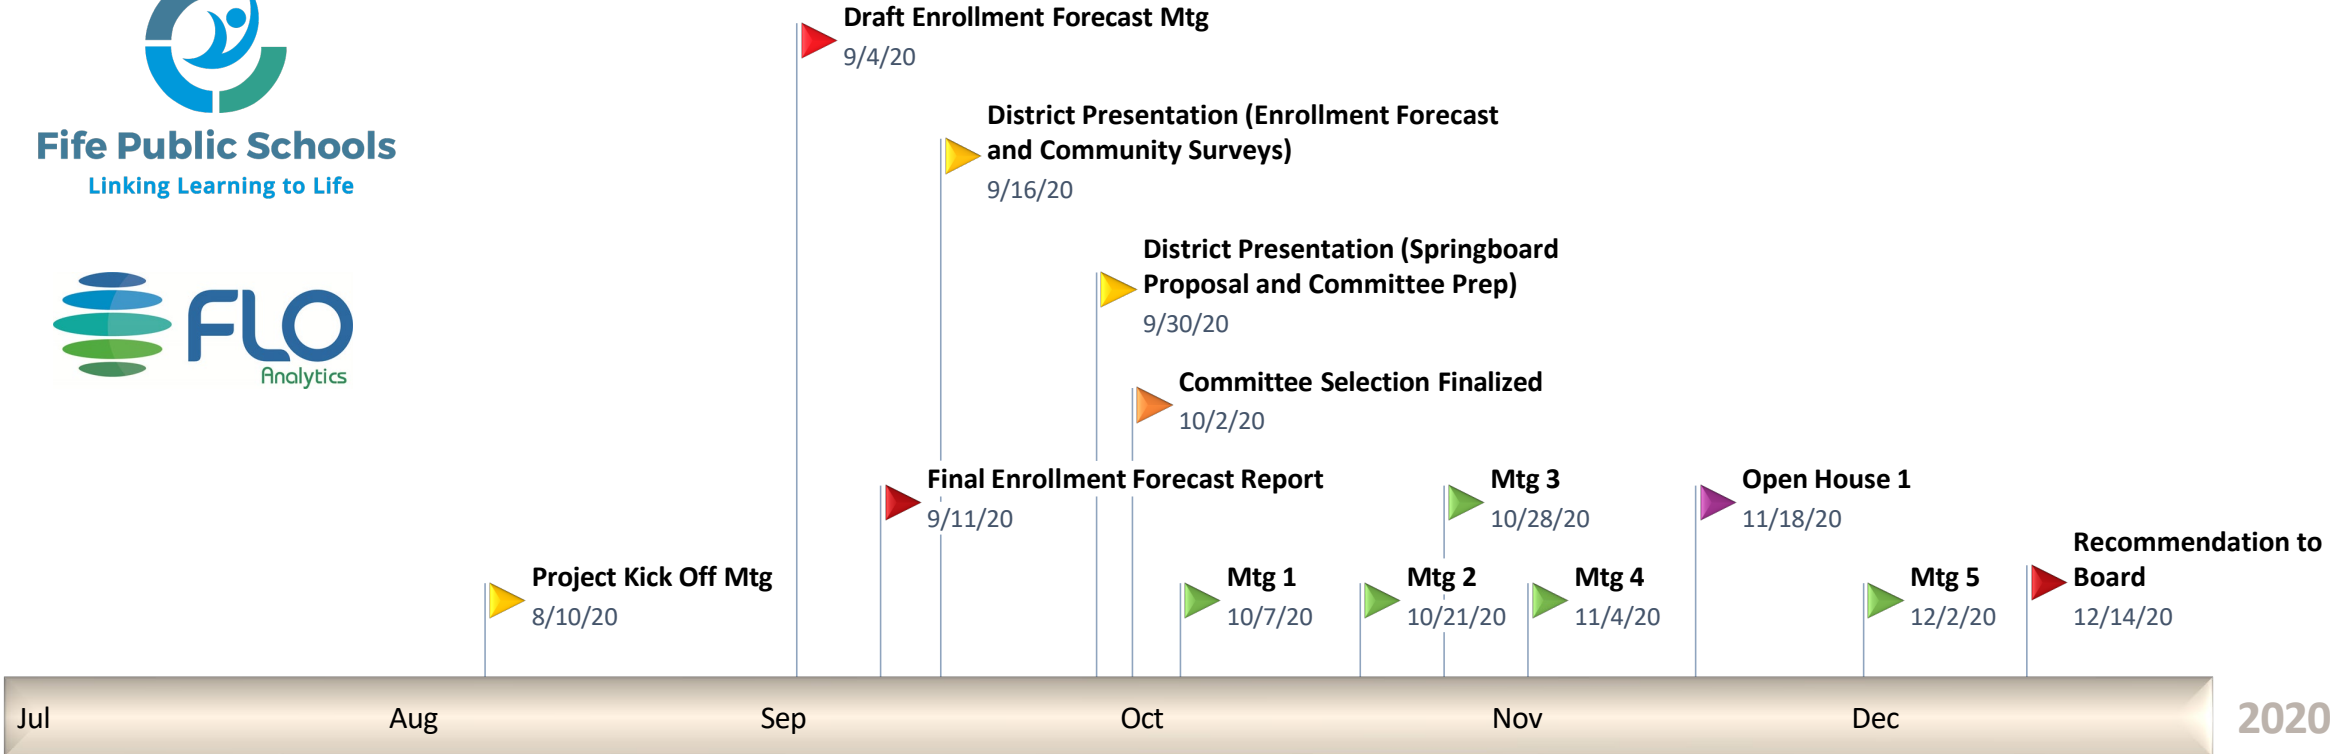 Draft Enrollment Forecast Mtg
9/4/20
Fife Public Schools
Linking Learning to Life
District Presentation (Enrollment Forecast
and Community Surveys)
9/16/20
District Presentation (Springboard
Proposal and Committee Prep)
9/30/20
FLO
Analytics
Committee Selection Finalized
10/2/20
Final Enrollment Forecast Report
9/11/20
Mtg 3
10/28/20
Open House 1
11/18/20
Project Kick Off Mtg
8/10/20
Mtg 1
10/7/20
Mtg 2
10/21/20
Mtg 4
11/4/20
Mtg 5
12/2/20
Recommendation to
Board
12/14/20
Jul
Aug
Sep
Oct
Nov
Dec
2020